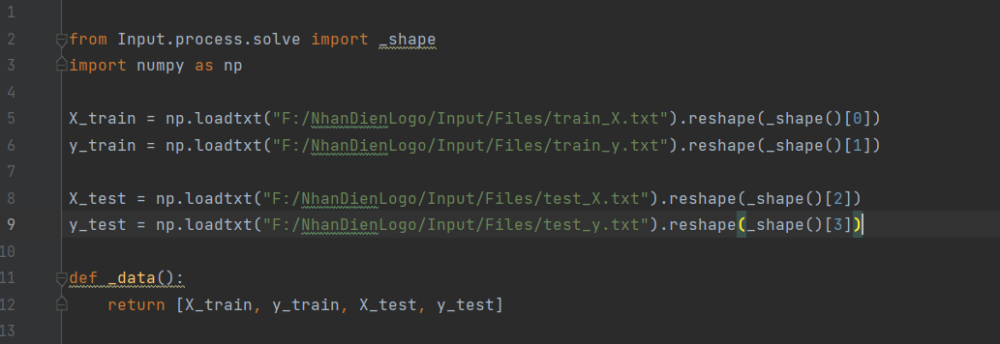 1
2 from Input.process.solve import _shape
3 import numpy as np
4
5 X_train = np.loadtxt("F:/NhanDienLogo/Input/Files/train_X.txt").reshape(_shape()[0])
6 y_train = np.loadtxt("F:/NhanDienLogo/Input/Files/train_y.txt").reshape(_shape()[1])
7
8 X_test = np.loadtxt("F:/NhanDienLogo/Input/Files/test_X.txt").reshape(_shape()[2])
9 y_test = np.loadtxt("F:/NhanDienLogo/Input/Files/test_y.txt").reshape(_shape()[3])
10
11 def _data():
12     return [X_train, y_train, X_test, y_test]
13